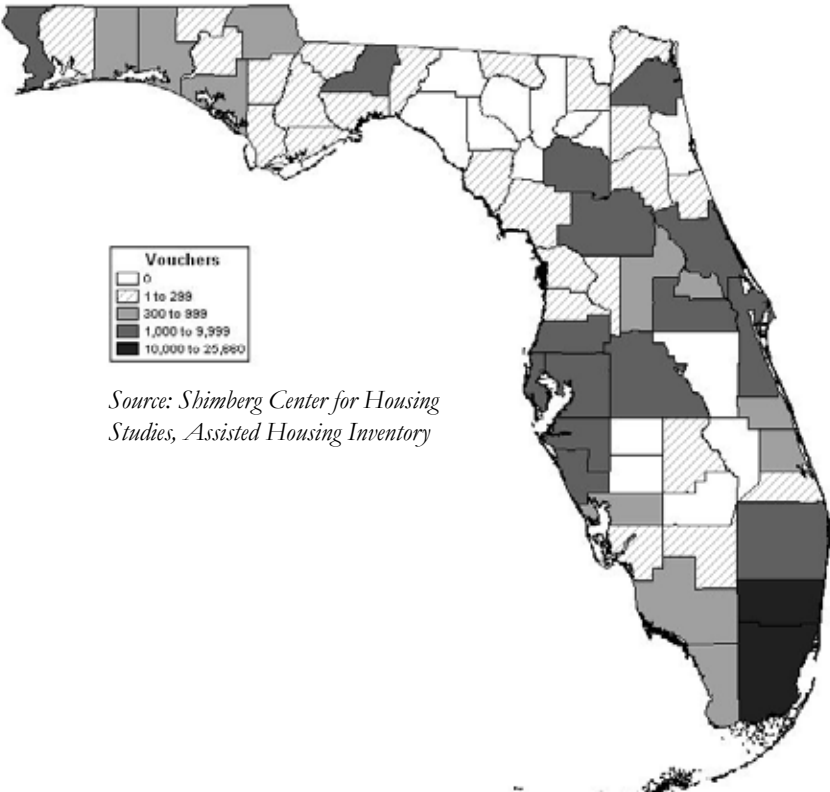 Vouchers
0
1 to 299
300 to 999
1,000 to 9,999
10,000 to 25,660
Source: Shimberg Center for Housing
Studies, Assisted Housing Inventory